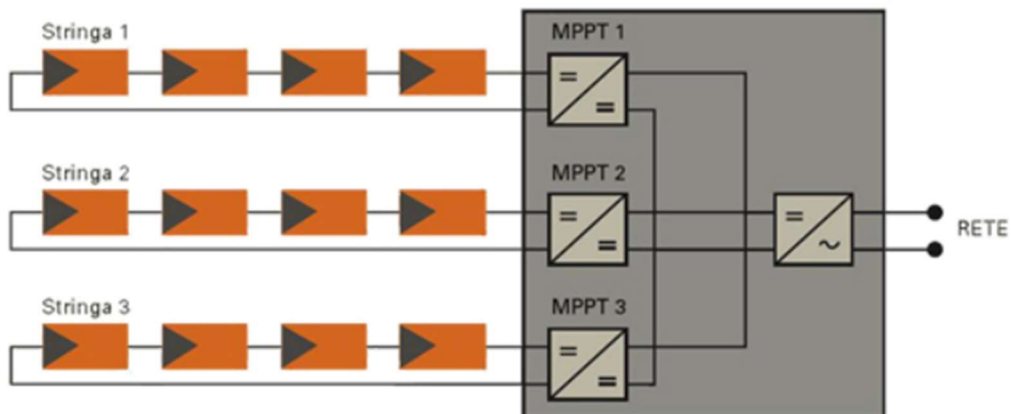 Stringa 1
MPPT 1
Stringa 2
MPPT 2
RETE
Stringa 3
MPPT 3